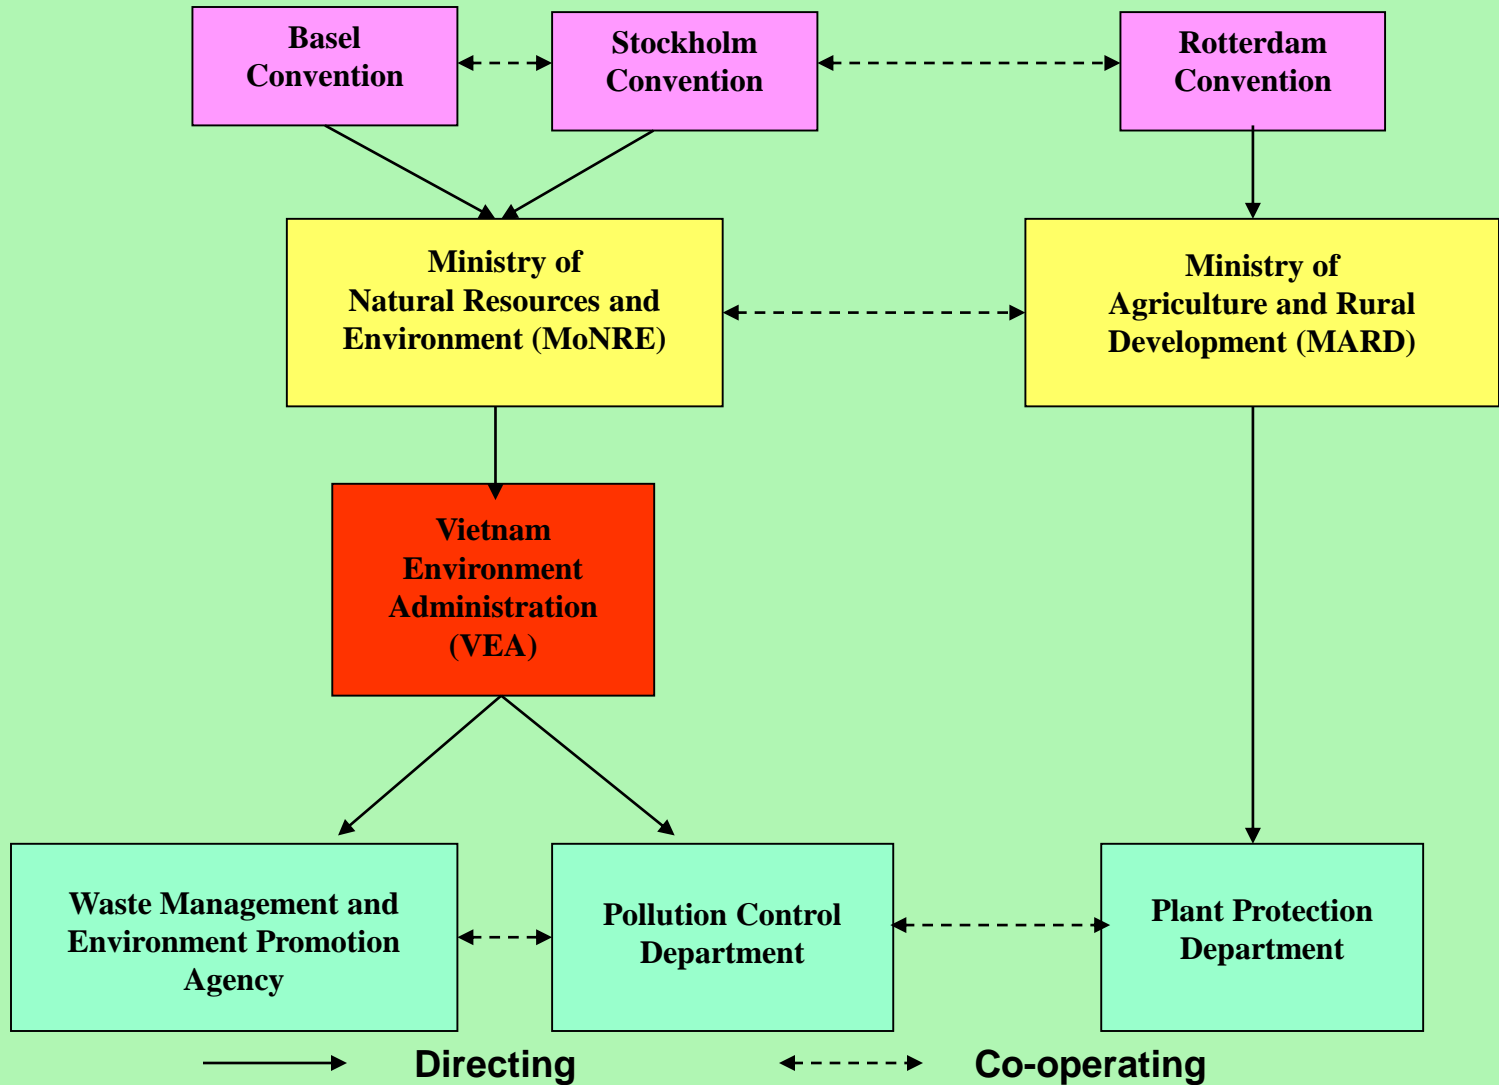 Basel
Convention
Stockholm
Convention
Rotterdam
Convention
Ministry of
Natural Resources and
Environment (MoNRE)
Ministry of
Agriculture and Rural
Development (MARD)
Vietnam
Environment
Administration
(VEA)
Waste Management and
Environment Promotion
Agency
Pollution Control
Department
Plant Protection
Department
Directing
Co-operating